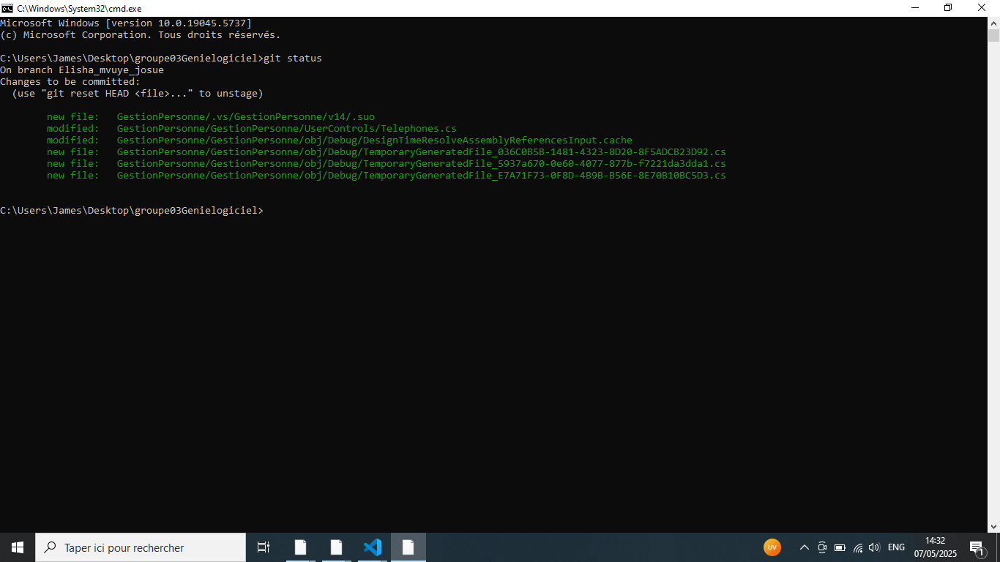 C:\Windows\System32\cmd.exe
Microsoft Windows [version 10.0.19045.5737]
(c) Microsoft Corporation. Tous droits réservés.
C:\Users\James\Desktop\groupe03Genielogiciel>git status
On branch Elisha_mvuye_josue
Changes to be committed:
  (use "git reset HEAD <file>..." to unstage)
        new file:   GestionPersonne/.vs/GestionPersonne/v14/.suo
        modified:   GestionPersonne/GestionPersonne/UserControls/Telephones.cs
        modified:   GestionPersonne/GestionPersonne/obj/Debug/DesignTimeResolveAssemblyReferencesInput.cache
        new file:   GestionPersonne/GestionPersonne/obj/Debug/TemporaryGeneratedFile_036C0B5B-1481-4323-8D20-8F5ADCB23D92.cs
        new file:   GestionPersonne/GestionPersonne/obj/Debug/TemporaryGeneratedFile_5937a670-0e60-4077-877b-f7221da3dda1.cs
        new file:   GestionPersonne/GestionPersonne/obj/Debug/TemporaryGeneratedFile_E7A71F73-0F8D-4B9B-B56E-8E70B10BC5D3.cs
C:\Users\James\Desktop\groupe03Genielogiciel>
Taper ici pour rechercher
UV
ENG
14:32
07/05/2025
1